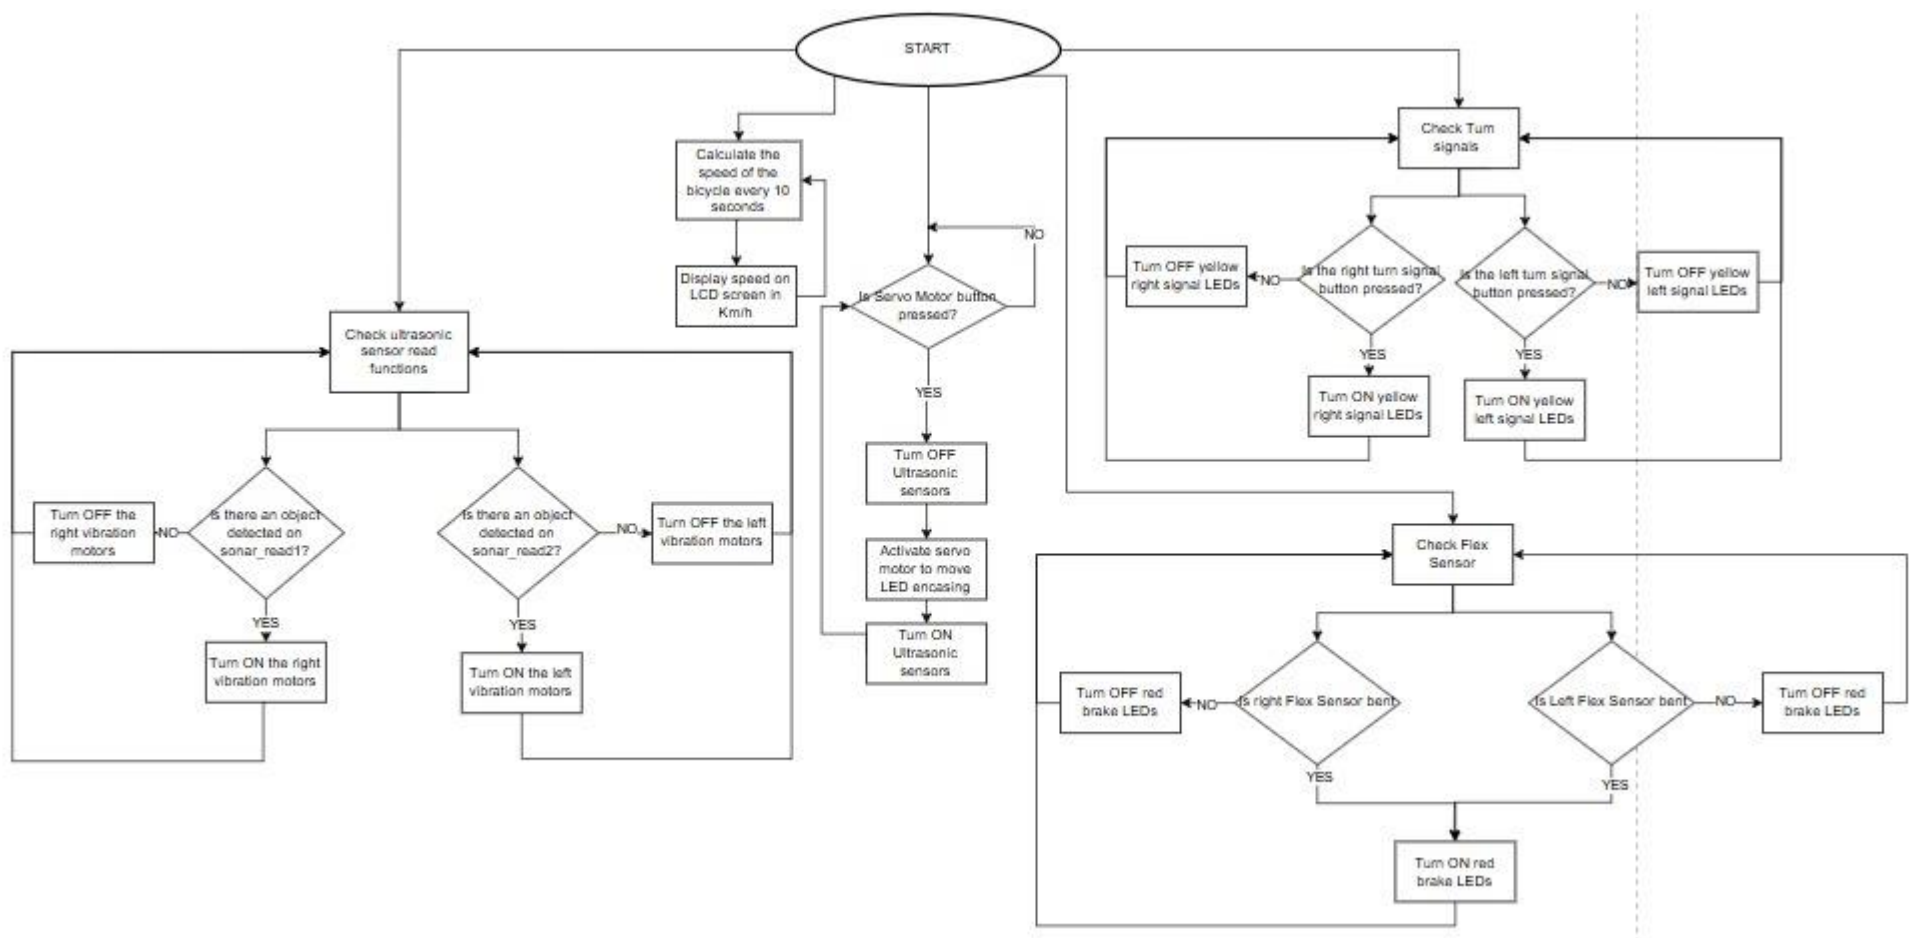 START
Check Turn
signals
Calculate the
speed of the
bicycle every 10
seconds
NO
Turn OFF yellow
right signal LEDs
NO
Is the right turn signal
button pressed?
Is the left turn signal
button pressed?
NO
Turn OFF yellow
left signal LEDs
Display speed on
LCD screen in
Km/h
Is Servo Motor button
pressed?
Check ultrasonic
sensor read
functions
YES
YES
YES
Turn ON yellow
right signal LEDs
Turn ON yellow
left signal LEDs
Turn OFF
Ultrasonic
sensors
Turn OFF the
right vibration
motors
NO
Is there an object
detected on
sonar_read1?
Is there an object
detected on
sonar_read2?
NO
Turn OFF the left
vibration motors
Activate servo
motor to move
LED encasing
Check Flex
Sensor
YES
YES
Turn ON the right
vibration motors
Turn ON the left
vibration motors
Turn ON
Ultrasonic
sensors
Turn OFF red
brake LEDs
NO
Is right Flex Sensor bent
Is Left Flex Sensor bent
NO
Turn OFF red
brake LEDs
YES
YES
Turn ON red
brake LEDs